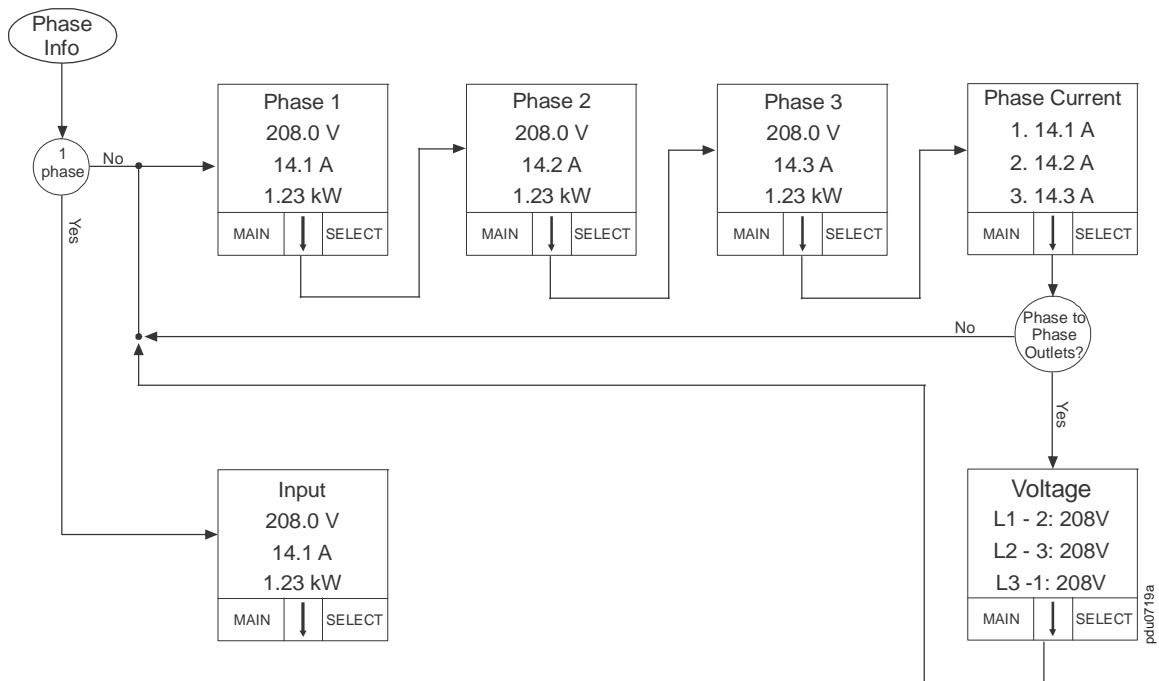 Phase
Info
1
phase
No
Yes
Phase 1
208.0 V
14.1 A
1.23 kW
MAIN
SELECT
Phase 2
208.0 V
14.2 A
1.23 kW
MAIN
SELECT
Phase 3
208.0 V
14.3 A
1.23 kW
MAIN
SELECT
Phase Current
1. 14.1 A
2. 14.2 A
3. 14.3 A
MAIN
SELECT
Phase to
Phase
Outlets?
No
Yes
Input
208.0 V
14.1 A
1.23 kW
MAIN
SELECT
Voltage
L1 - 2: 208V
L2 - 3: 208V
L3 -1: 208V
MAIN
SELECT
pdu0719a